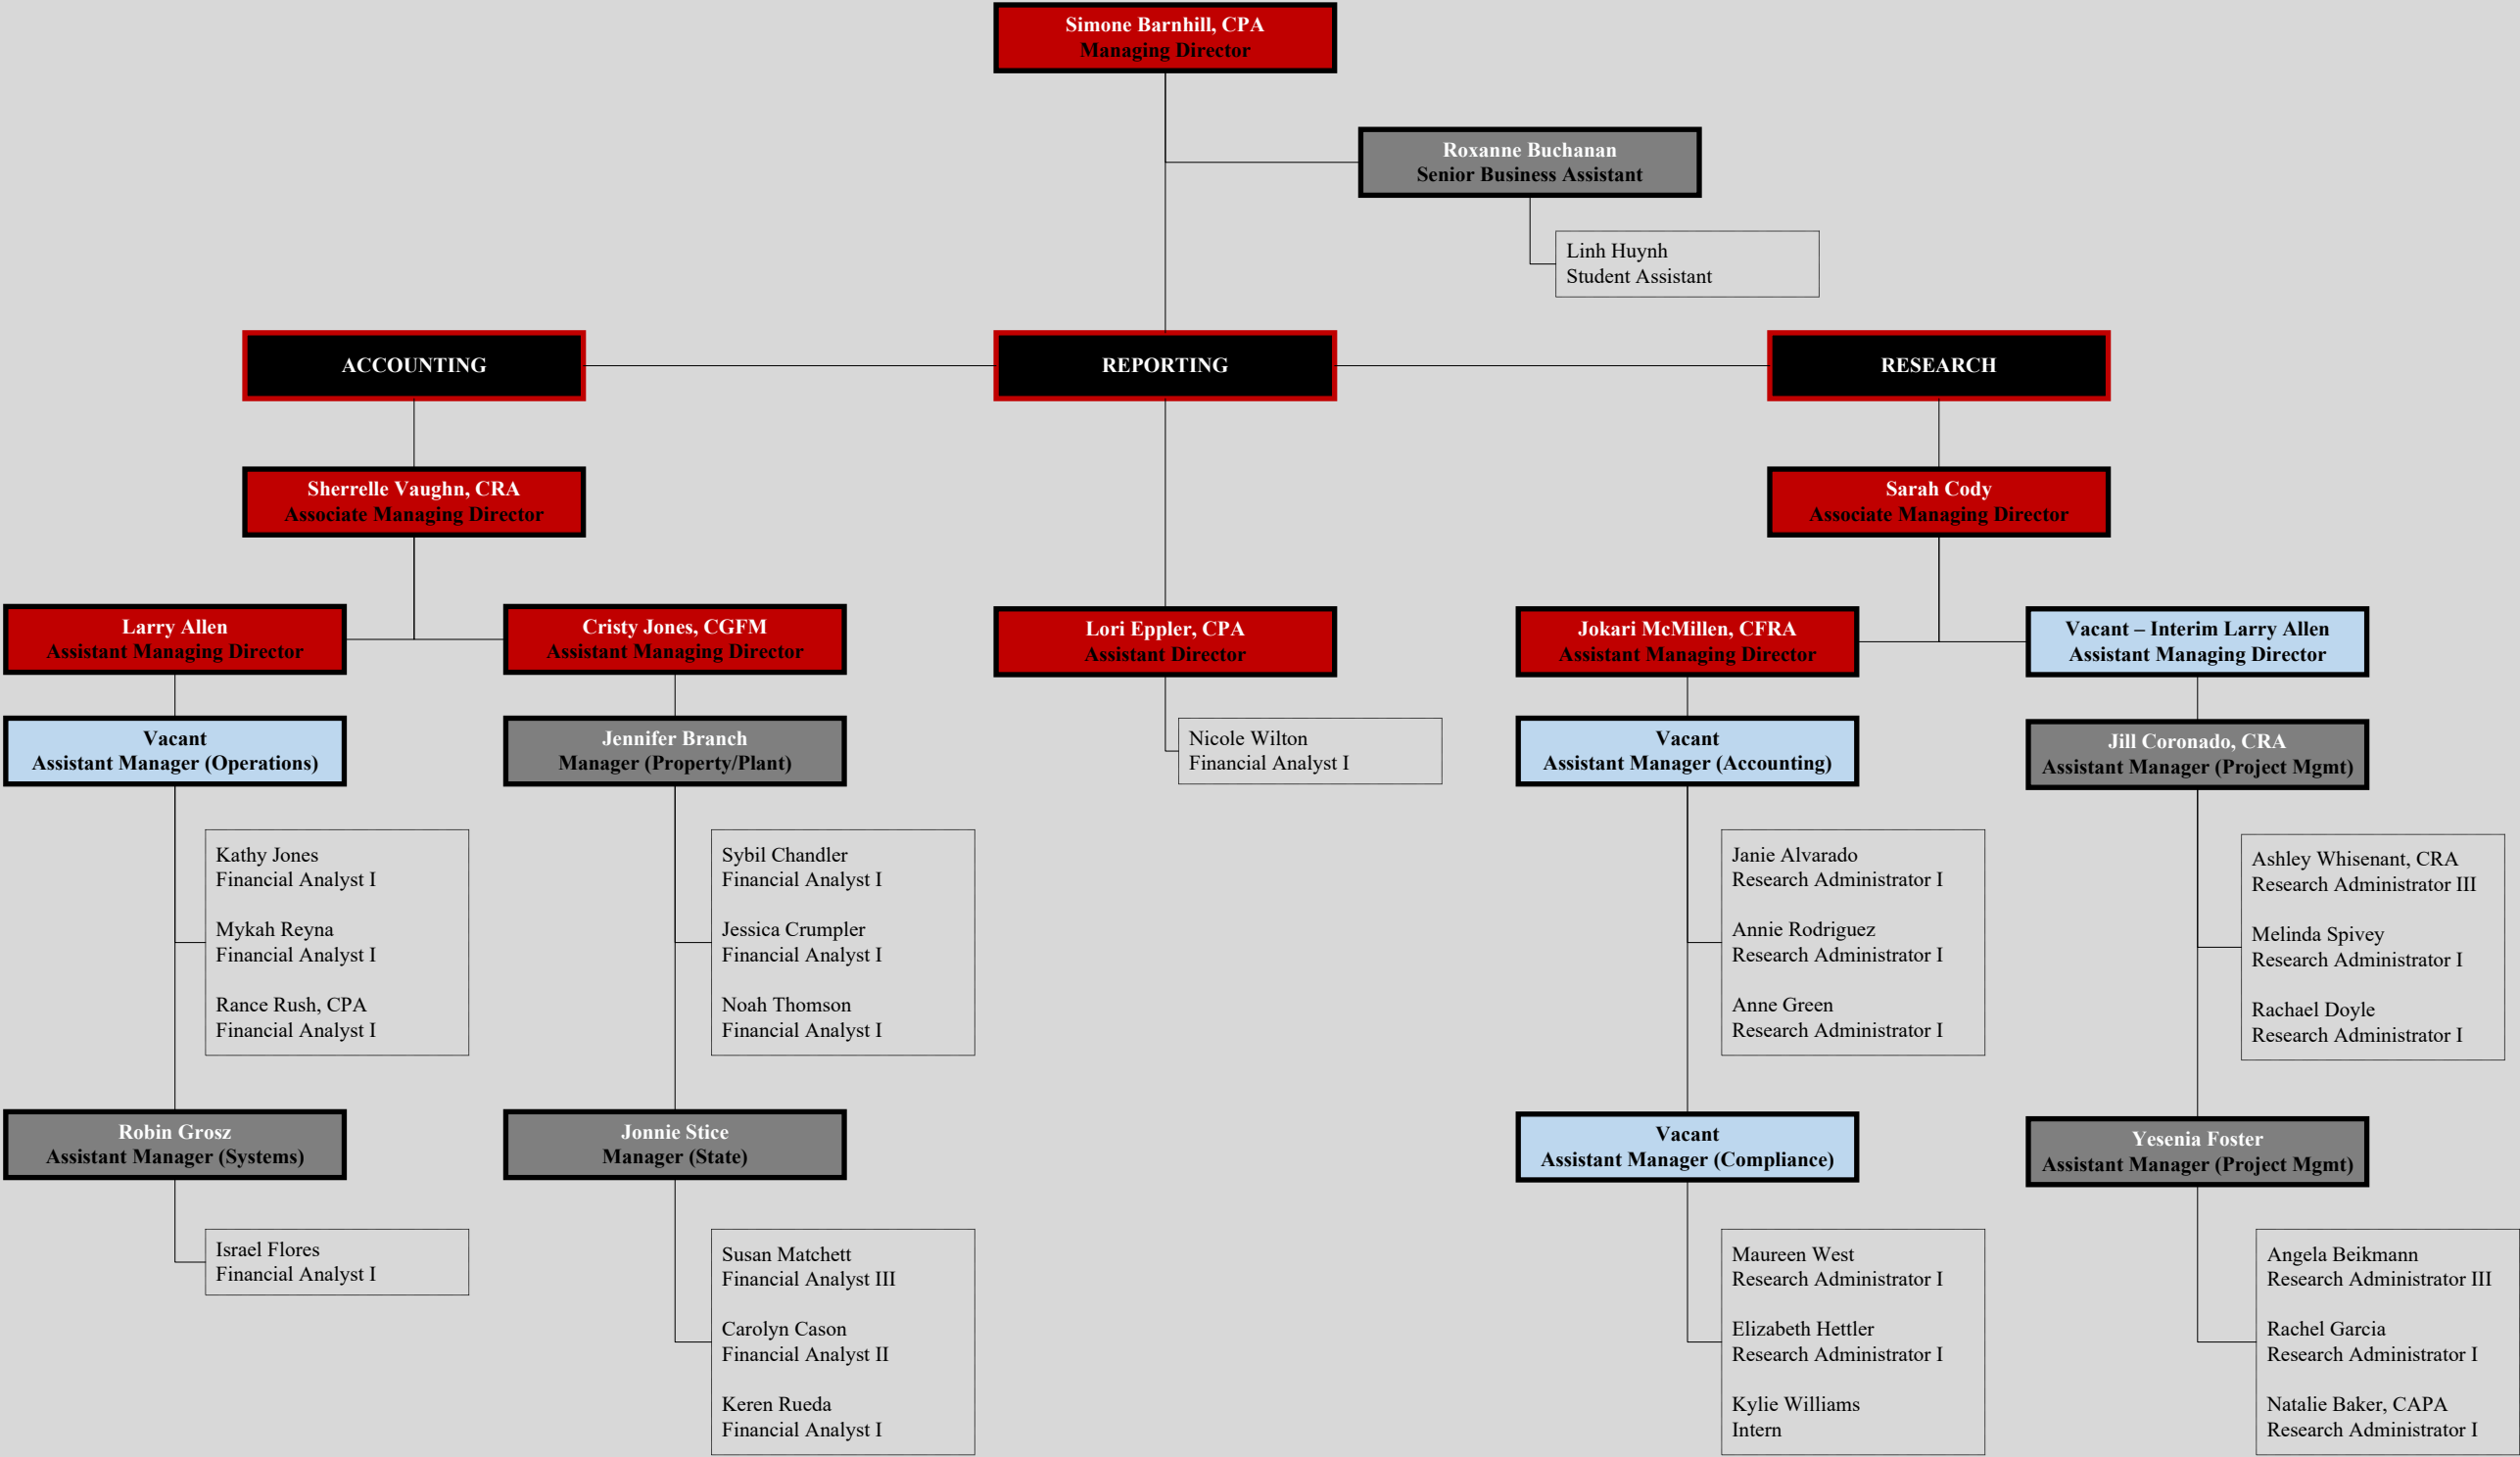 Simone Barnhill, CPA
Managing Director
Roxanne Buchanan
Senior Business Assistant
Linh Huynh
Student Assistant
ACCOUNTING
REPORTING
RESEARCH
Sherrelle Vaughn, CRA
Associate Managing Director
Sarah Cody
Associate Managing Director
Larry Allen
Assistant Managing Director
Cristy Jones, CGFM
Assistant Managing Director
Lori Eppler, CPA
Assistant Director
Jokari McMillen, CFRA
Assistant Managing Director
Vacant – Interim Larry Allen
Assistant Managing Director
Vacant
Assistant Manager (Operations)
Jennifer Branch
Manager (Property/Plant)
Nicole Wilton
Financial Analyst I
Vacant
Assistant Manager (Accounting)
Jill Coronado, CRA
Assistant Manager (Project Mgmt)
Kathy Jones
Financial Analyst I
Mykah Reyna
Financial Analyst I
Rance Rush, CPA
Financial Analyst I
Sybil Chandler
Financial Analyst I
Jessica Crumpler
Financial Analyst I
Noah Thomson
Financial Analyst I
Janie Alvarado
Research Administrator I
Annie Rodriguez
Research Administrator I
Anne Green
Research Administrator I
Ashley Whisenant, CRA
Research Administrator III
Melinda Spivey
Research Administrator I
Rachael Doyle
Research Administrator I
Robin Grosz
Assistant Manager (Systems)
Jonnie Stice
Manager (State)
Vacant
Assistant Manager (Compliance)
Yesenia Foster
Assistant Manager (Project Mgmt)
Israel Flores
Financial Analyst I
Susan Matchett
Financial Analyst III
Carolyn Cason
Financial Analyst II
Keren Rueda
Financial Analyst I
Maureen West
Research Administrator I
Elizabeth Hettler
Research Administrator I
Kylie Williams
Intern
Angela Beikmann
Research Administrator III
Rachel Garcia
Research Administrator I
Natalie Baker, CAPA
Research Administrator I